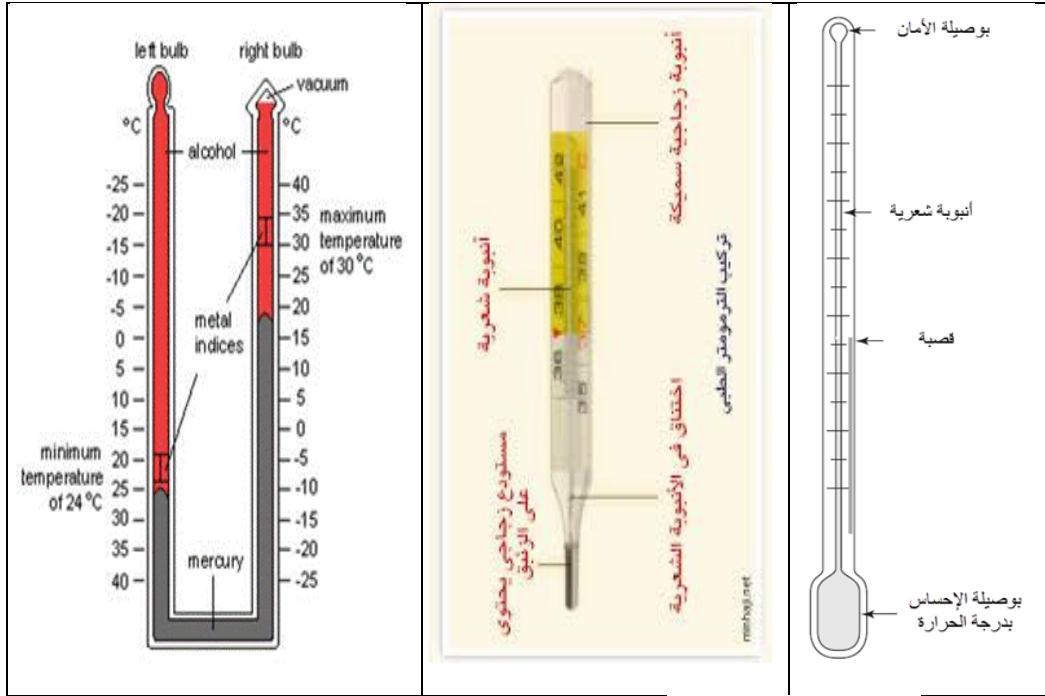 left bulb
right bulb
vacuum
°C
°C
alcohol
-25
-20
-15
-10
-5
0
5
10
15
20
25
30
35
40
40
35
30
25
20
15
10
5
0
-5
-10
-15
-20
-25
maximum
temperature
of 30 °C
metal
indices
minimum
temperature
of 24 °C
mercury
أنبوبة زجاجية سميكة
أنبوبة شعرية
تركيب الترمومتر الطبي
اختناق في الأنبوبة الشعرية
مستودع زجاجي يحتوى
على الزئبق
42
41
40
39
38
37
36
35
minhaji.net
بوصيلة الأمان
أنبوبة شعرية
قصبة
بوصيلة الإحساس
بدرجة الحرارة